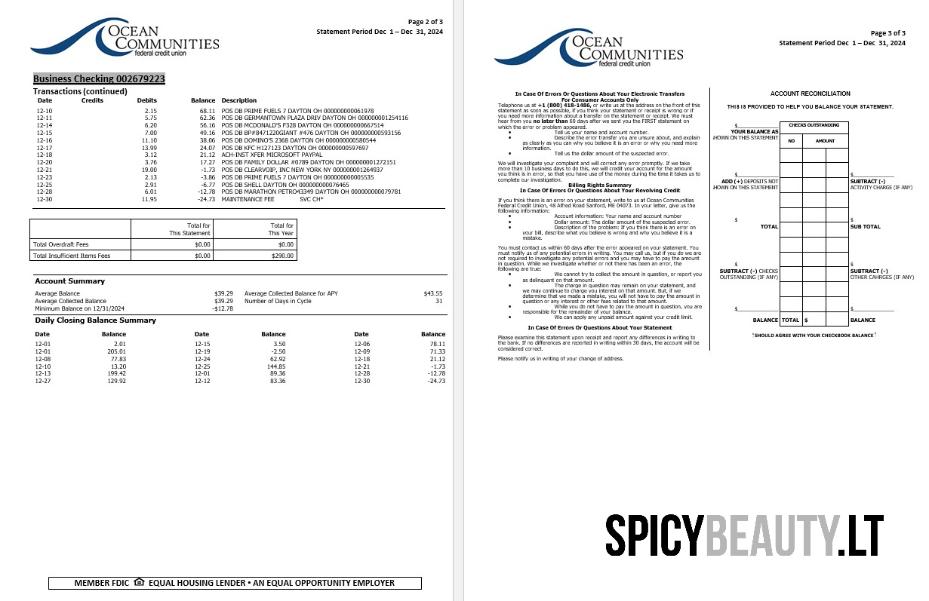 OCEAN
COMMUNITIES
federal credit union
Page 2 of 3
Statement Period Dec 1 – Dec 31, 2024
Business Checking 002679223
Transactions (continued)
Date Credits Debits Balance Description
12-10 2.15 68.11 POS DB PRIME FUELS 7 DAYTON OH 000000000061978
12-11 5.75 62.36 POS DB GERMANTOWN PLAZA DRIV DAYTON OH 000000001254116
12-14 6.20 56.16 POS DB MCDONALD'S F328 DAYTON OH 000000000667514
12-15 7.00 49.16 POS DB BP#8471220GIANT #476 DAYTON OH 000000000593156
12-16 11.10 38.06 POS DB DOMINO'S 2368 DAYTON OH 000000000580544
12-17 13.99 24.07 POS DB KFC H127123 DAYTON OH 000000000597697
12-18 3.12 21.12 ACH-INST XFER MICROSOFT PAYPAL
12-20 3.76 17.27 POS DB FAMILY DOLLAR #0789 DAYTON OH 000000001272151
12-21 19.00 -1.73 POS DB CLEARVOIP, INC NEW YORK NY 000000001264937
12-23 2.13 -3.86 POS DB PRIME FUELS 7 DAYTON OH 00000000005535
12-25 2.91 -6.77 POS DB SHELL DAYTON OH 000000000076465
12-28 6.01 -12.78 POS DB MARATHON PETRO43349 DAYTON OH 000000000079781
12-30 11.95 -24.73 MAINTENANCE FEE SVC CH*
Total for
This Statement
Total for
This Year
Total Overdraft Fees $0.00 $0.00
Total Insufficient Items Fees $0.00 $290.00
Account Summary
Average Balance $39.29 Average Collected Balance for APY $43.55
Average Collected Balance $39.29 Number of Days in Cycle 31
Minimum Balance on 12/31/2024 -$12.78
Daily Closing Balance Summary
Date Balance Date Balance Date Balance
12-01 2.01 12-15 3.50 12-06 78.11
12-01 205.01 12-19 -2.50 12-09 71.33
12-08 77.83 12-24 62.92 12-18 21.12
12-10 13.20 12-25 144.85 12-21 -1.73
12-13 199.42 12-01 89.36 12-28 -12.78
12-27 129.92 12-12 83.36 12-30 -24.73
MEMBER FDIC EQUAL HOUSING LENDER • AN EQUAL OPPORTUNITY EMPLOYER
OCEAN
COMMUNITIES
federal credit union
Page 3 of 3
Statement Period Dec 1 – Dec 31, 2024
In Case Of Errors Or Questions About Your Electronic Transfers
For Consumer Accounts Only
Telephone us at +1 (800) 418-1486, or write us at the address on the front of this
statement as soon as possible, if you think your statement or receipt is wrong or if
you need more information about a transfer on the statement or receipt. We must
hear from you no later than 60 days after we sent you the FIRST statement on
which the error or problem appeared.
• Tell us your name and account number.
• Describe the error or transfer you are unsure about, and explain
as clearly as you can why you believe it is an error or why you need more
information.
• Tell us the dollar amount of the suspected error.
We will investigate your complaint and will correct any error promptly. If we take
more than 10 business days to do this, we will credit your account for the amount
you think is in error, so that you have use of the money during the time it takes us to
complete our investigation.
Billing Rights Summary
In Case Of Errors Or Questions About Your Revolving Credit
If you think there is an error on your statement, write to us at Ocean Communities
Federal Credit Union, 48 Alfred Road Sanford, ME 04073. In your letter, give us the
following information:
• Account information: Your name and account number
• Dollar amount: The dollar amount of the suspected error.
• Description of the problem: If you think there is an error on
your bill, describe what you believe is wrong and why you believe it is a
mistake.
You must contact us within 60 days after the error appeared on your statement. You
must notify us of any potential errors in writing. You may call us, but if you do we are
not required to investigate any potential errors and you may have to pay the amount
in question. While we investigate whether or not there has been an error, the
following are true:
• We cannot try to collect the amount in question, or report you
as delinquent on that amount.
• The charge in question may remain on your statement, and
we may continue to charge you interest on that amount. But, if we
determine that we made a mistake, you will not have to pay the amount in
question or any interest or other fees related to that amount.
• While you do not have to pay the amount in question, you are
responsible for the remainder of your balance.
• We can apply any unpaid amount against your credit limit.
In Case Of Errors Or Questions About Your Statement
Please examine this statement upon receipt and report any differences in writing to
the bank. If no differences are reported in writing within 30 days, the account will be
considered correct.
Please notify us in writing of your change of address.
ACCOUNT RECONCILIATION
THIS IS PROVIDED TO HELP YOU BALANCE YOUR STATEMENT.
$
YOUR BALANCE AS
SHOWN ON THIS STATEMENT
CHECKS OUTSTANDING
NO AMOUNT
$
ADD (+) DEPOSITS NOT
SHOWN ON THIS STATEMENT
$
SUBTRACT (-)
ACTIVITY CHARGE (IF ANY)
$
TOTAL
$
SUB TOTAL
$
SUBTRACT (-) CHECKS
OUTSTANDING (IF ANY)
$
SUBTRACT (-)
OTHER CAHRGES (IF ANY)
$
BALANCE TOTAL $
$
BALANCE
"SHOULD AGREE WITH YOUR CHECKBOOK BALANCE"
SPICYBEAUTY.LT